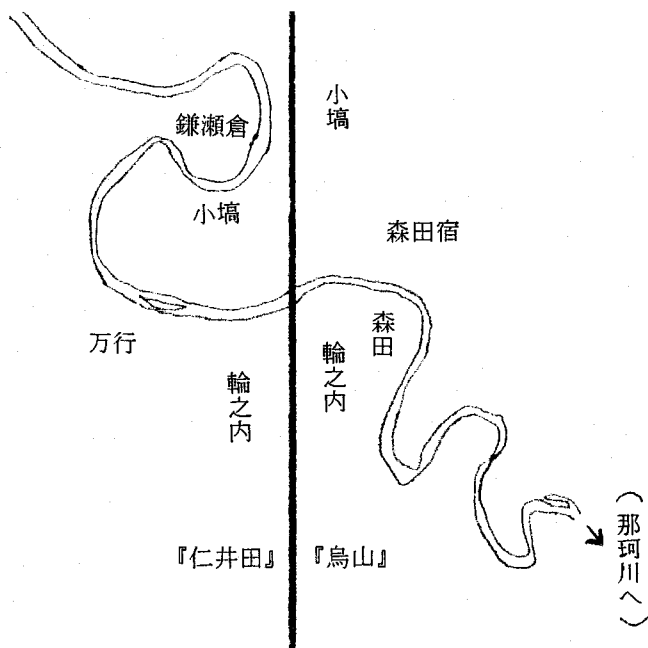 小塙
鎌瀬倉
小塙
森田宿
森田
万行
輪之内
輪之内
『仁井田』
『烏山』
(那珂川へ)